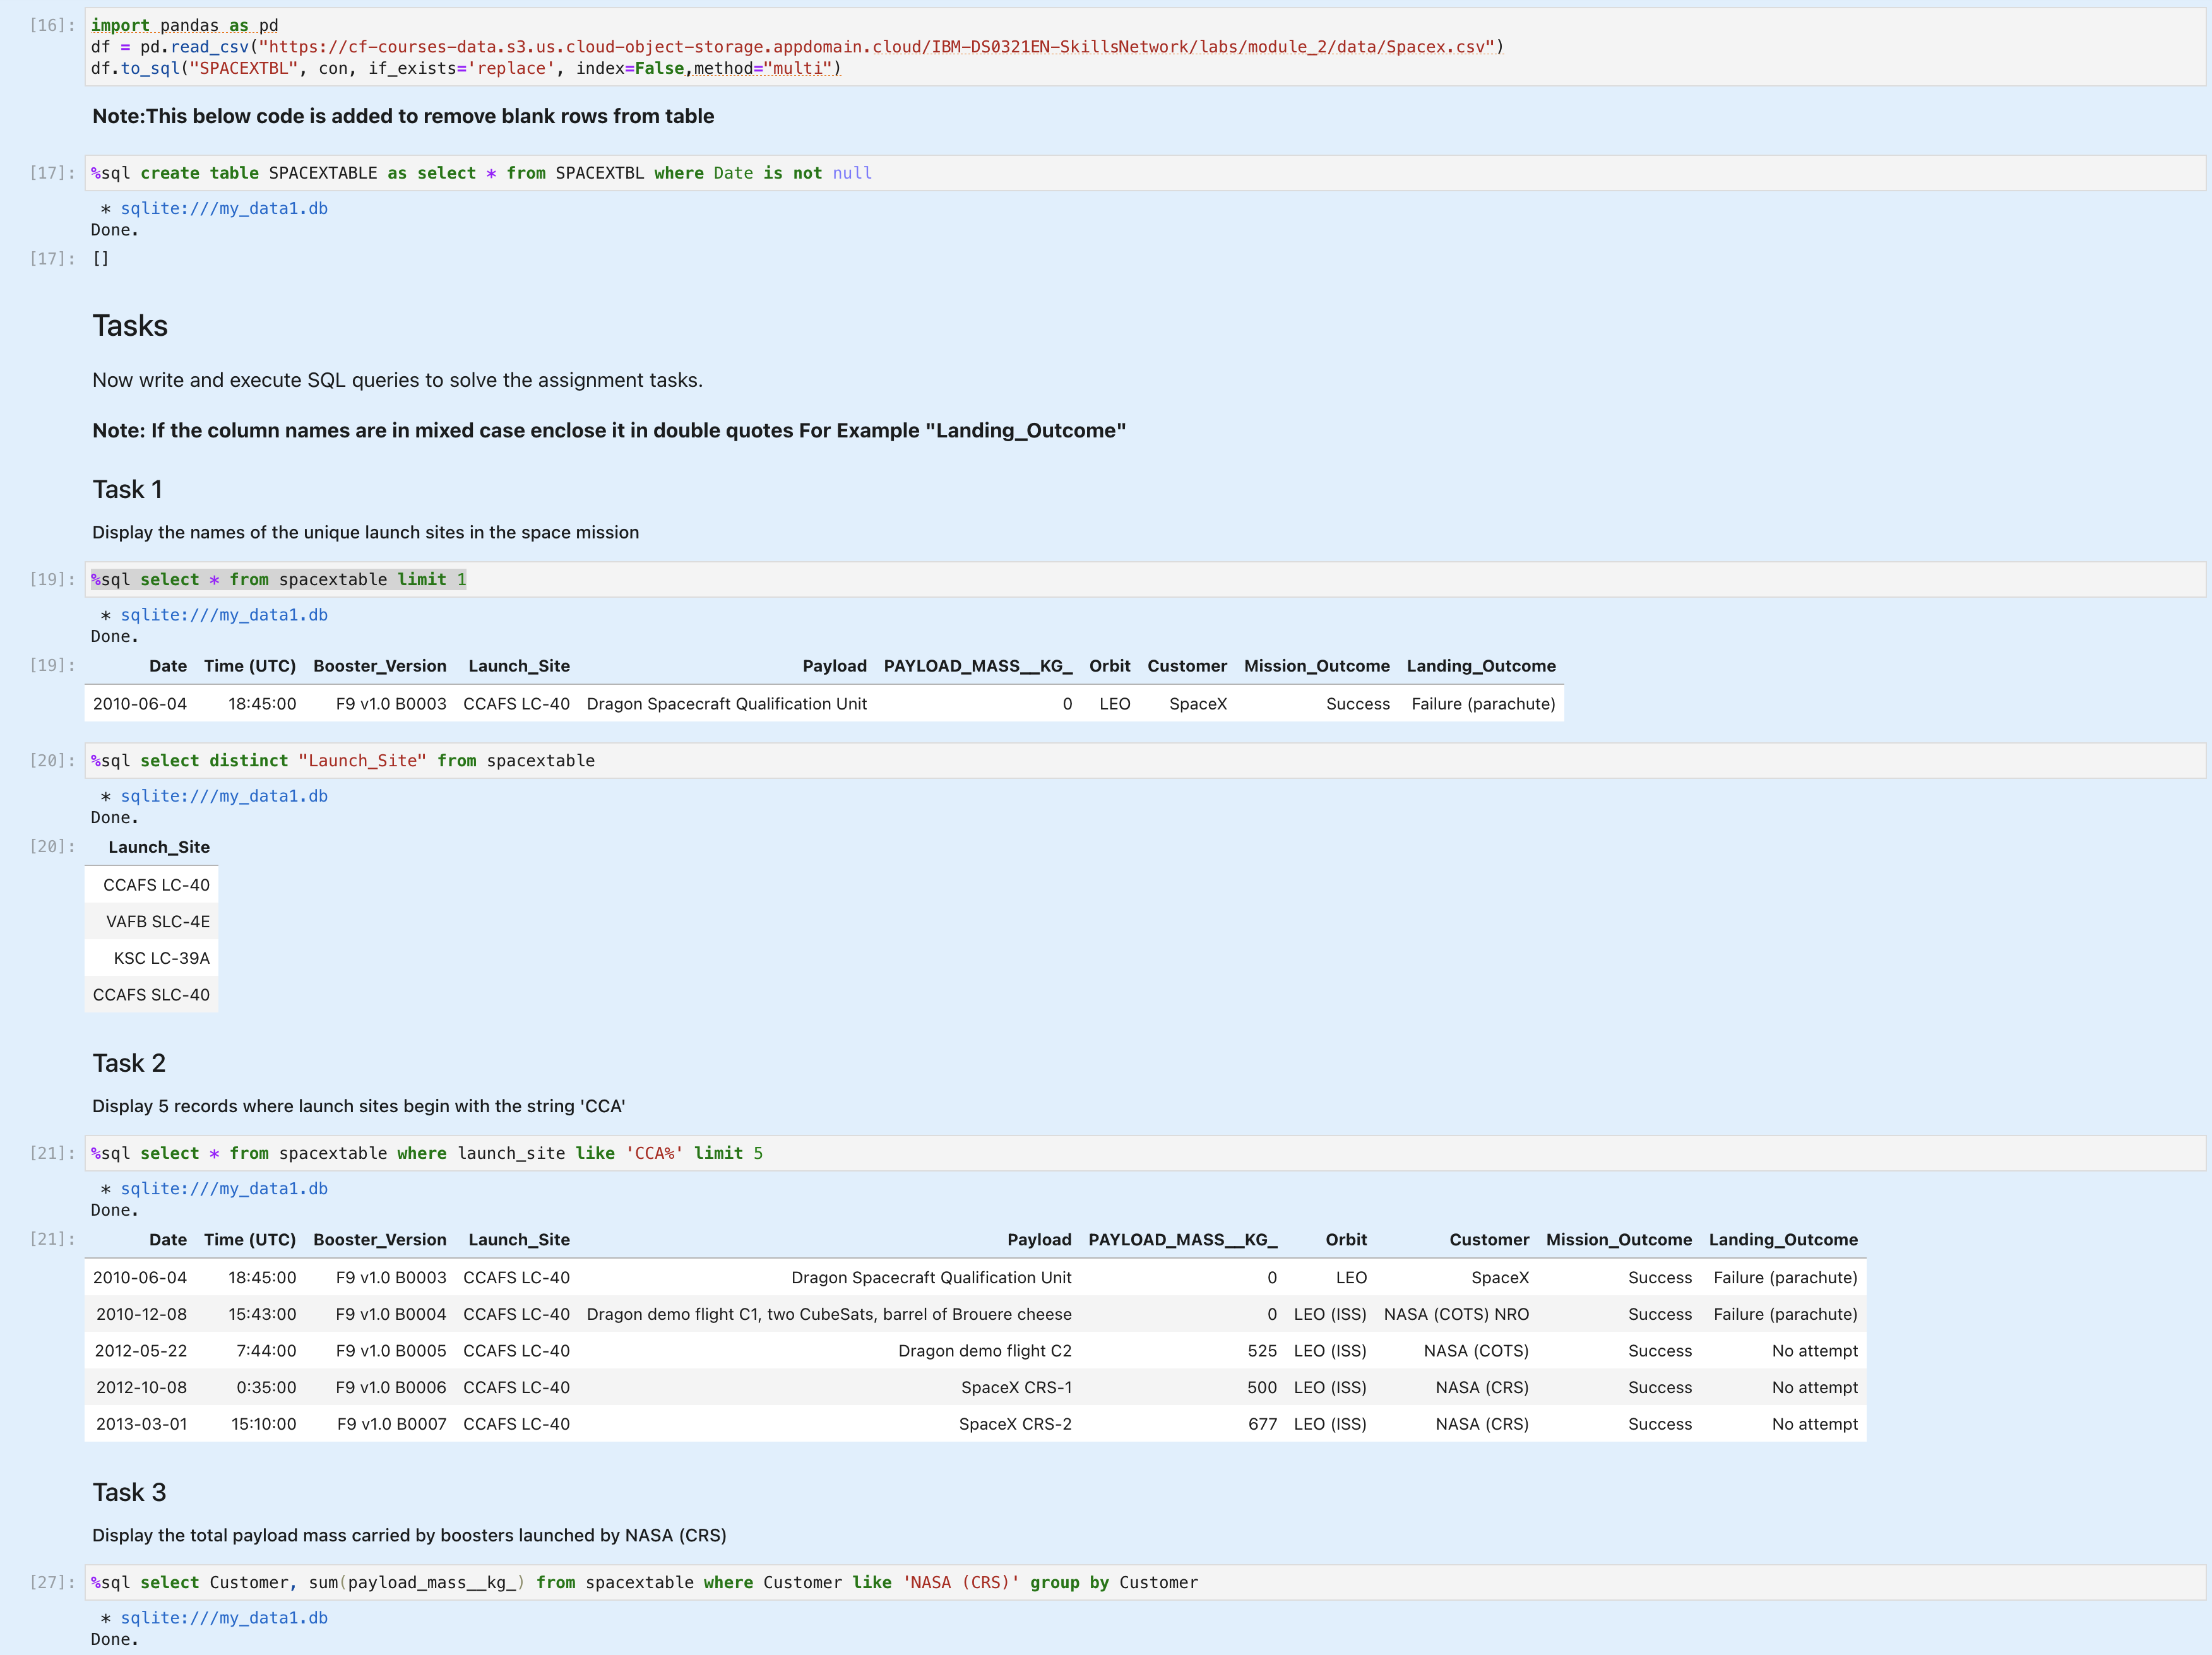 [16]: import pandas as pd
df = pd.read_csv("https://cf-courses-data.s3.us.cloud-object-storage.appdomain.cloud/IBM-DS0321EN-SkillsNetwork/labs/module_2/data/Spacex.csv")
df.to_sql("SPACEXTBL", con, if_exists='replace', index=False,method="multi")
Note:This below code is added to remove blank rows from table
[17]: %sql create table SPACEXTABLE as select * from SPACEXTBL where Date is not null
* sqlite:///my_data1.db
Done.
[17]: []
Tasks
Now write and execute SQL queries to solve the assignment tasks.
Note: If the column names are in mixed case enclose it in double quotes For Example "Landing_Outcome"
Task 1
Display the names of the unique launch sites in the space mission
[19]: %sql select * from spacextable limit 1
* sqlite:///my_data1.db
Done.
[19]: Date Time (UTC) Booster_Version Launch_Site Payload PAYLOAD_MASS__KG_ Orbit Customer Mission_Outcome Landing_Outcome
2010-06-04 18:45:00 F9 v1.0 B0003 CCAFS LC-40 Dragon Spacecraft Qualification Unit 0 LEO SpaceX Success Failure (parachute)
[20]: %sql select distinct "Launch_Site" from spacextable
* sqlite:///my_data1.db
Done.
[20]: Launch_Site
CCAFS LC-40
VAFB SLC-4E
KSC LC-39A
CCAFS SLC-40
Task 2
Display 5 records where launch sites begin with the string 'CCA'
[21]: %sql select * from spacextable where launch_site like 'CCA%' limit 5
* sqlite:///my_data1.db
Done.
[21]: Date Time (UTC) Booster_Version Launch_Site Payload PAYLOAD_MASS__KG_ Orbit Customer Mission_Outcome Landing_Outcome
2010-06-04 18:45:00 F9 v1.0 B0003 CCAFS LC-40 Dragon Spacecraft Qualification Unit 0 LEO SpaceX Success Failure (parachute)
2010-12-08 15:43:00 F9 v1.0 B0004 CCAFS LC-40 Dragon demo flight C1, two CubeSats, barrel of Brouere cheese 0 LEO (ISS) NASA (COTS) NRO Success Failure (parachute)
2012-05-22 7:44:00 F9 v1.0 B0005 CCAFS LC-40 Dragon demo flight C2 525 LEO (ISS) NASA (COTS) Success No attempt
2012-10-08 0:35:00 F9 v1.0 B0006 CCAFS LC-40 SpaceX CRS-1 500 LEO (ISS) NASA (CRS) Success No attempt
2013-03-01 15:10:00 F9 v1.0 B0007 CCAFS LC-40 SpaceX CRS-2 677 LEO (ISS) NASA (CRS) Success No attempt
Task 3
Display the total payload mass carried by boosters launched by NASA (CRS)
[27]: %sql select Customer, sum(payload_mass__kg_) from spacextable where Customer like 'NASA (CRS)' group by Customer
* sqlite:///my_data1.db
Done.